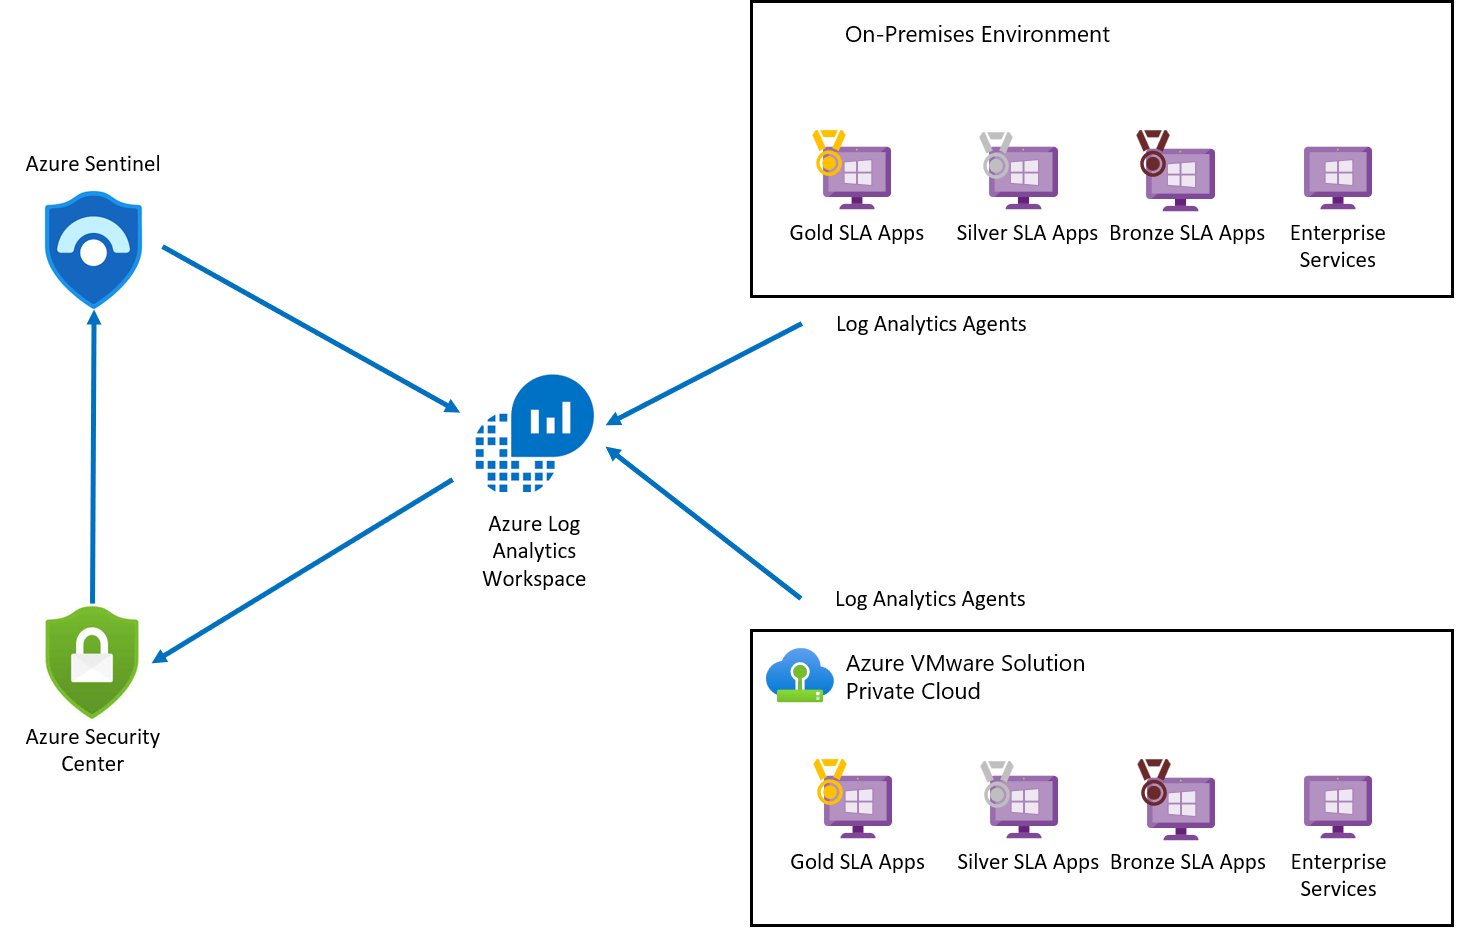 On-Premises Environment
Azure Sentinel
Gold SLA Apps
Silver SLA Apps
Bronze SLA Apps
Enterprise
Services
Log Analytics Agents
Azure Log
Analytics
Workspace
Log Analytics Agents
Azure VMware Solution
Private Cloud
Azure Security
Center
Gold SLA Apps
Silver SLA Apps
Bronze SLA Apps
Enterprise
Services